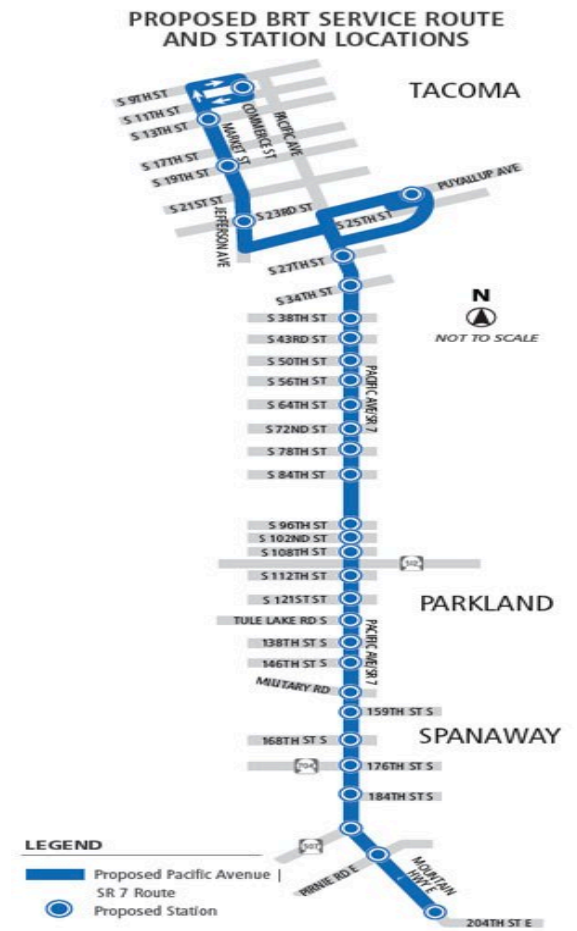 PROPOSED BRT SERVICE ROUTE
AND STATION LOCATIONS
TACOMA
S 9TH ST
S 11TH ST
S 13TH ST
COMMERCE ST
MARKET ST
PACIFIC AVE
S 17TH ST
S 19TH ST
PUYALLUP AVE
S 21ST ST
S 23RD ST
S 25TH ST
JEFFERSON AVE
S 27TH ST
S 34TH ST
N
NOT TO SCALE
S 38TH ST
S 43RD ST
S 50TH ST
S 56TH ST
PACIFIC AVE/SR 7
S 64TH ST
S 72ND ST
S 78TH ST
S 84TH ST
S 96TH ST
S 102ND ST
S 108TH ST
512
S 112TH ST
S 121ST ST
PARKLAND
TULE LAKE RD S
138TH ST S
PACIFIC AVE/SR 7
146TH ST S
MILITARY RD
159TH ST S
168TH ST S
SPANAWAY
704
176TH ST S
184TH ST S
507
PIRNIE RD E
MOUNTAIN
HWY E
204TH ST E
LEGEND
Proposed Pacific Avenue |
SR 7 Route
Proposed Station